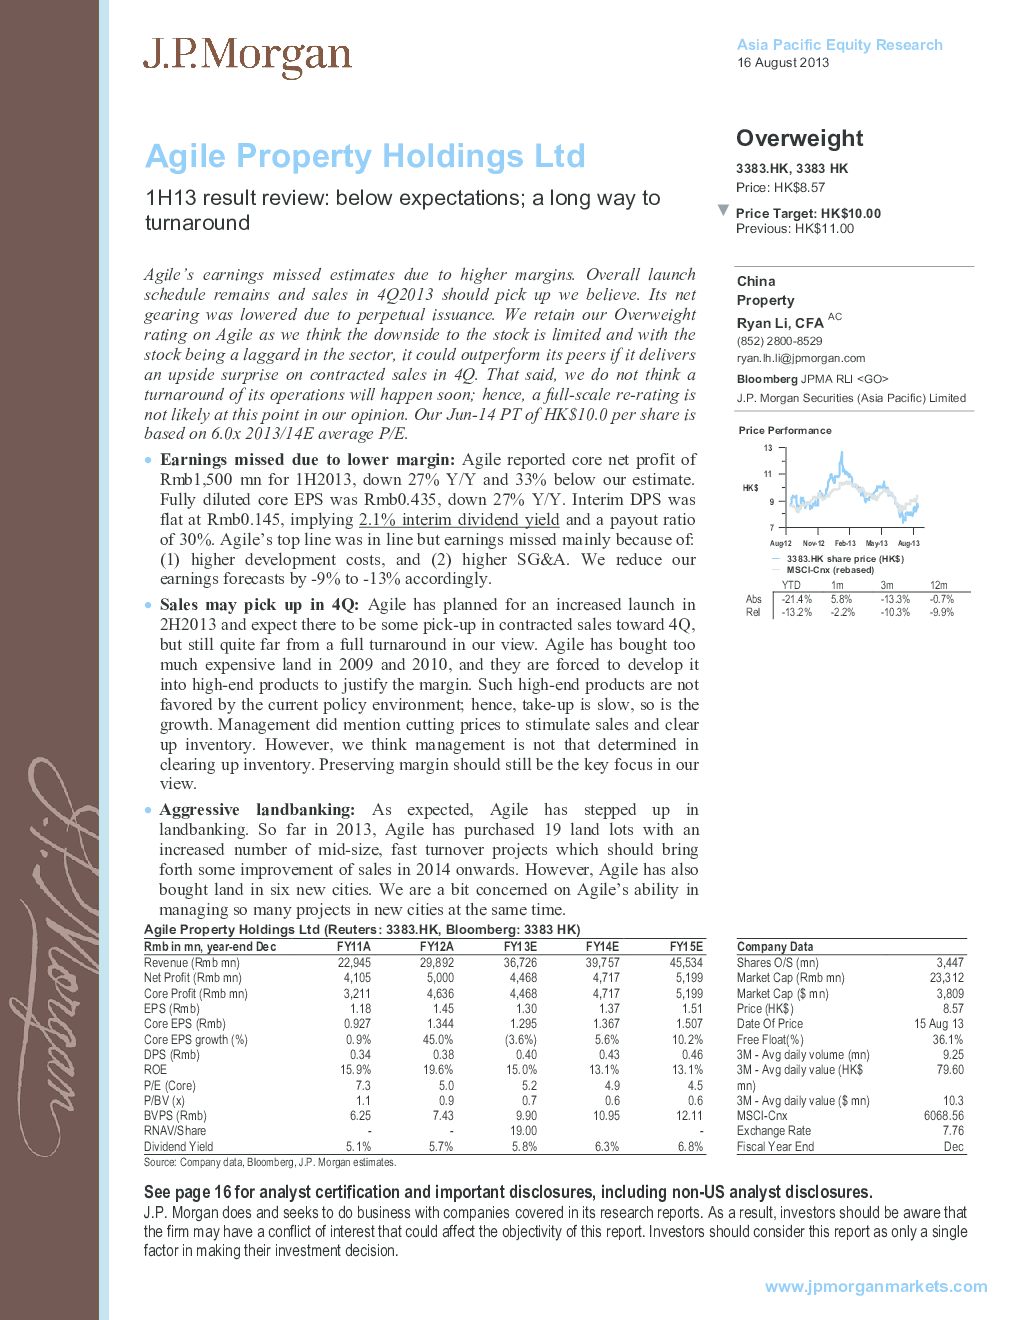 J.P.Morgan
Asia Pacific Equity Research
16 August 2013
Agile Property Holdings Ltd
1H13 result review: below expectations; a long way to
turnaround
Overweight
3383.HK, 3383 HK
Price: HK$8.57
▼ Price Target: HK$10.00
Previous: HK$11.00
Agile's earnings missed estimates due to higher margins. Overall launch
schedule remains and sales in 4Q2013 should pick up we believe. Its net
gearing was lowered due to perpetual issuance. We retain our Overweight
rating on Agile as we think the downside to the stock is limited and with the
stock being a laggard in the sector, it could outperform its peers if it delivers
an upside surprise on contracted sales in 4Q. That said, we do not think a
turnaround of its operations will happen soon; hence, a full-scale re-rating is
not likely at this point in our opinion. Our Jun-14 PT of HK$10.0 per share is
based on 6.0x 2013/14E average P/E.
• Earnings missed due to lower margin: Agile reported core net profit of
Rmb1,500 mn for 1H2013, down 27% Y/Y and 33% below our estimate.
Fully diluted core EPS was Rmb0.435, down 27% Y/Y. Interim DPS was
flat at Rmb0.145, implying 2.1% interim dividend yield and a payout ratio
of 30%. Agile's top line was in line but earnings missed mainly because of:
(1) higher development costs, and (2) higher SG&A. We reduce our
earnings forecasts by -9% to -13% accordingly.
• Sales may pick up in 4Q: Agile has planned for an increased launch in
2H2013 and expect there to be some pick-up in contracted sales toward 4Q,
but still quite far from a full turnaround in our view. Agile has bought too
much expensive land in 2009 and 2010, and they are forced to develop it
into high-end products to justify the margin. Such high-end products are not
favored by the current policy environment; hence, take-up is slow, so is the
growth. Management did mention cutting prices to stimulate sales and clear
up inventory. However, we think management is not that determined in
clearing up inventory. Preserving margin should still be the key focus in our
view.
• Aggressive landbanking: As expected, Agile has stepped up in
landbanking. So far in 2013, Agile has purchased 19 land lots with an
increased number of mid-size, fast turnover projects which should bring
forth some improvement of sales in 2014 onwards. However, Agile has also
bought land in six new cities. We are a bit concerned on Agile's ability in
managing so many projects in new cities at the same time.
China
Property
Ryan Li, CFA AC
(852) 2800-8529
ryan.lh.li@jpmorgan.com
Bloomberg JPMA RLI <GO>
J.P. Morgan Securities (Asia Pacific) Limited
Price Performance
13
11
HK$
9
7
Aug-12 Nov-12 Feb-13 May-13 Aug-13
3383.HK share price (HK$)
MSCI-Cnx (rebased)
YTD 1m 3m 12m
Abs -21.4% 5.8% -13.3% -0.7%
Rel -13.2% -2.2% -10.3% -9.9%
Agile Property Holdings Ltd (Reuters: 3383.HK, Bloomberg: 3383 HK)
Rmb in mn, year-end Dec FY11A FY12A FY13E FY14E FY15E
Revenue (Rmb mn) 22,945 29,892 36,726 39,757 45,534
Net Profit (Rmb mn) 4,105 5,000 4,468 4,717 5,199
Core Profit (Rmb mn) 3,211 4,636 4,468 4,717 5,199
EPS (Rmb) 1.18 1.45 1.30 1.37 1.51
Core EPS (Rmb) 0.927 1.344 1.295 1.367 1.507
Core EPS growth (%) 0.9% 45.0% (3.6%) 5.6% 10.2%
DPS (Rmb) 0.34 0.38 0.40 0.43 0.46
ROE 15.9% 19.6% 15.0% 13.1% 13.1%
P/E (Core) 7.3 5.0 5.2 4.9 4.5
P/BV (x) 1.1 0.9 0.7 0.6 0.6
BVPS (Rmb) 6.25 7.43 9.90 10.95 12.11
RNAV/Share - - 19.00 -
Dividend Yield 5.1% 5.7% 5.8% 6.3% 6.8%
Source: Company data, Bloomberg, J.P. Morgan estimates.
Company Data
Shares O/S (mn) 3,447
Market Cap (Rmb mn) 23,312
Market Cap ($ mn) 3,809
Price (HK$) 8.57
Date Of Price 15 Aug 13
Free Float(%) 36.1%
3M - Avg daily volume (mn) 9.25
3M - Avg daily value (HK$ 79.60
mn)
3M - Avg daily value ($ mn) 10.3
MSCI-Cnx 6068.56
Exchange Rate 7.76
Fiscal Year End Dec
See page 16 for analyst certification and important disclosures, including non-US analyst disclosures.
J.P. Morgan does and seeks to do business with companies covered in its research reports. As a result, investors should be aware that
the firm may have a conflict of interest that could affect the objectivity of this report. Investors should consider this report as only a single
factor in making their investment decision.
www.jpmorganmarkets.com
J.P.Morgan